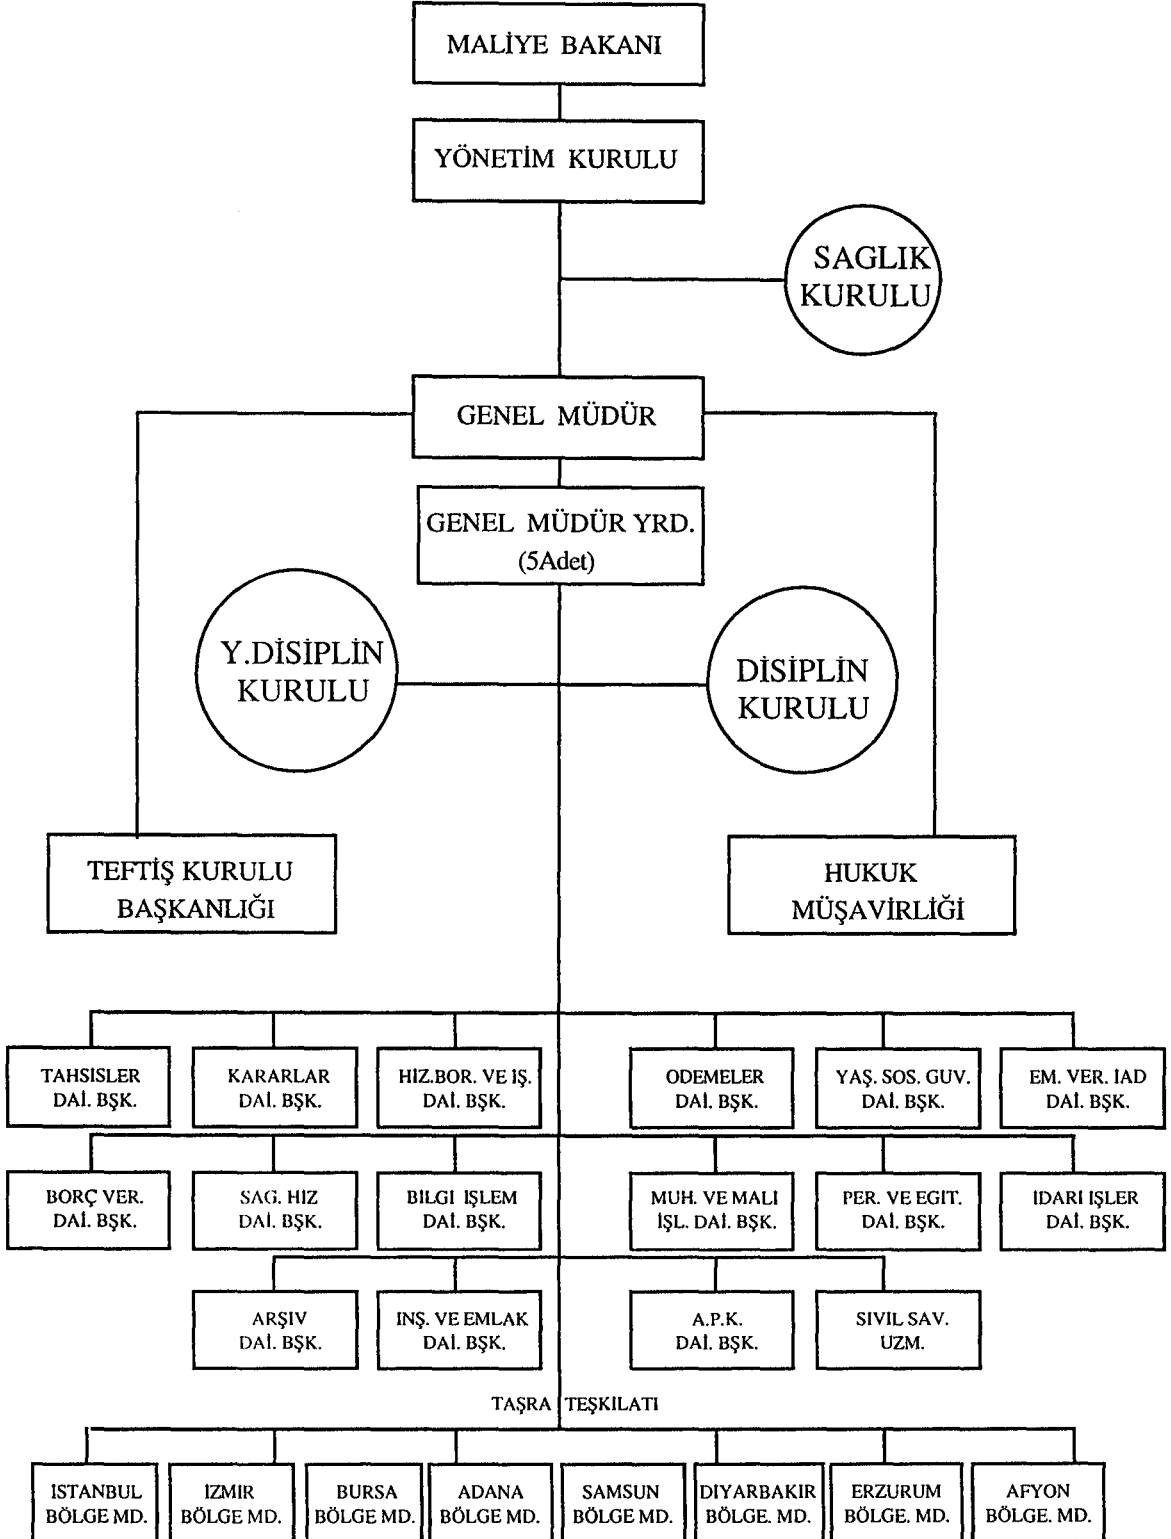 MALİYE BAKANI
YÖNETİM KURULU
SAGLIK
KURULU
GENEL MÜDÜR
GENEL MÜDÜR YRD.
(5Adet)
Y.DİSİPLİN
KURULU
DİSİPLİN
KURULU
TEFTİŞ KURULU
BAŞKANLIĞI
HUKUK
MÜŞAVİRLİĞİ
TAHSISLER
DAİ. BŞK.
KARARLAR
DAİ. BŞK.
HİZ.BOR. VE İŞ.
DAİ. BŞK.
ODEMELER
DAİ. BŞK.
YAŞ. SOS. GUV.
DAİ. BŞK.
EM. VER. IAD
DAİ. BŞK.
BORÇ VER.
DAİ. BŞK.
SAG. HIZ
DAİ. BŞK.
BILGI IŞLEM
DAİ. BŞK.
MUH. VE MALI
İŞL. DAİ. BŞK.
PER. VE EGIT.
DAİ. BŞK.
IDARI IŞLER
DAİ. BŞK.
ARŞIV
DAİ. BŞK.
INŞ. VE EMLAK
DAİ. BŞK.
A.P.K.
DAİ. BŞK.
SIVIL SAV.
UZM.
TAŞRA TEŞKILATI
ISTANBUL
BÖLGE MD.
IZMIR
BÖLGE MD.
BURSA
BÖLGE MD.
ADANA
BÖLGE MD.
SAMSUN
BÖLGE MD.
DIYARBAKIR
BÖLGE. MD.
ERZURUM
BÖLGE. MD.
AFYON
BÖLGE. MD.